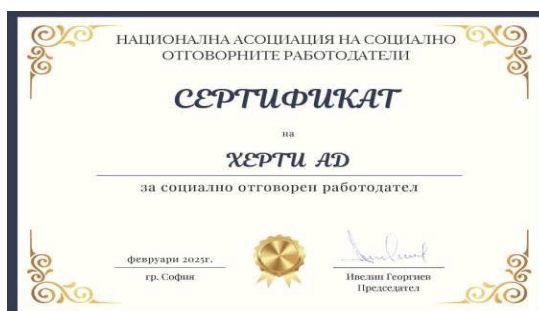 НАЦИОНАЛНА АСОЦИАЦИЯ НА СОЦИАЛНО
ОТГОВОРНИТЕ РАБОТОДАТЕЛИ
СЕРТИФИКАТ
на
ХЕРТИ АД
за социално отговорен работодател
февруари 2025г.
гр. София
Ивелин Георгиев
Председател